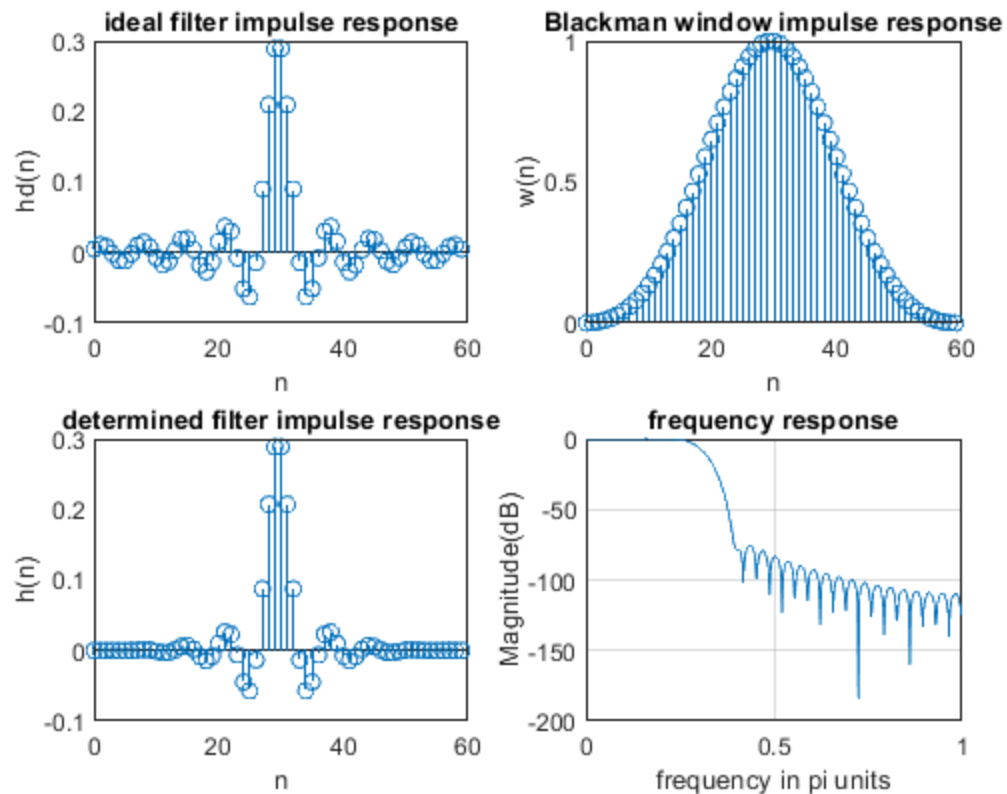 ideal filter impulse response
0.3
0.2
0.1
0
-0.1
hd(n)
0 20 40 60
n
Blackman window impulse response
1
0.5
0
w(n)
0 20 40 60
n
determined filter impulse response
0.3
0.2
0.1
0
-0.1
h(n)
0 20 40 60
n
frequency response
0
-50
-100
-150
-200
Magnitude(dB)
0 0.5 1
frequency in pi units